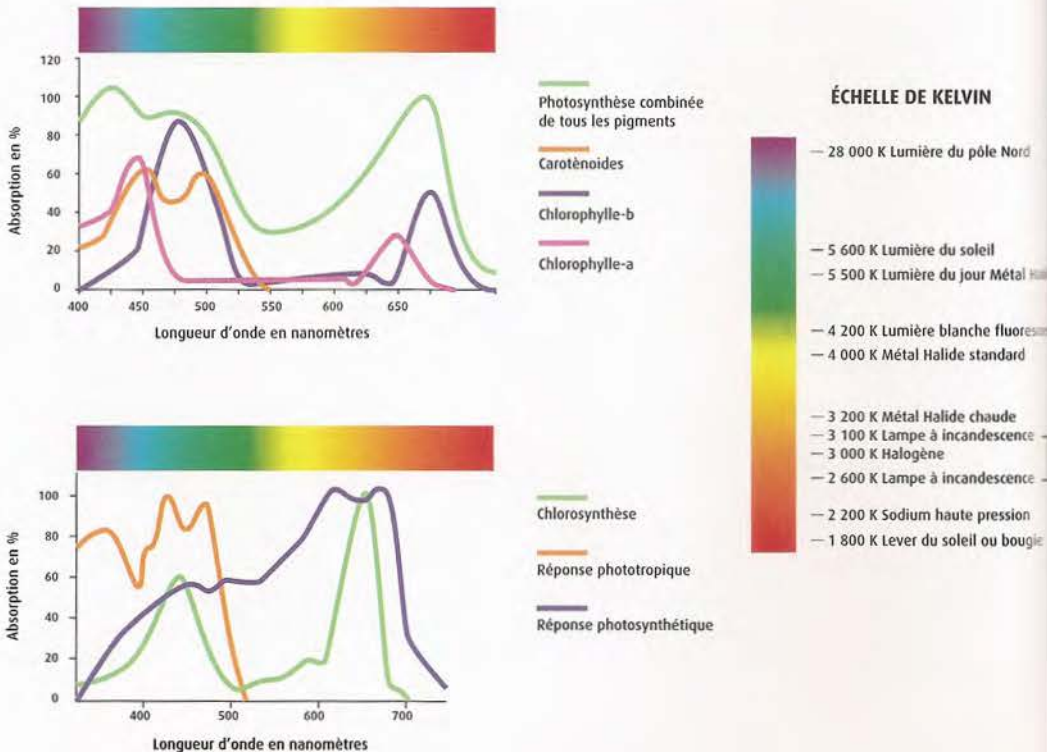 120
100
80
60
40
20
0
Absorption en %
400
450
500
550
550
600
650
Longueur d'onde en nanomètres
Photosynthèse combinée
de tous les pigments
Carotènoides
Chlorophylle-b
Chlorophylle-a
100
80
60
40
20
0
Absorption en %
400
500
600
700
Longueur d'onde en nanomètres
Chlorosynthèse
Réponse phototropique
Réponse photosynthétique
ÉCHELLE DE KELVIN
— 28 000 K Lumière du pôle Nord
— 5 600 K Lumière du soleil
— 5 500 K Lumière du jour Métal
— 4 200 K Lumière blanche
— 4 000 K Métal Halide standard
— 3 200 K Métal Halide chaude
— 3 100 K Lampe à incandescence -
— 3 000 K Halogène
— 2 600 K Lampe à incandescence -
— 2 200 K Sodium haute pression
— 1 800 K Lever du soleil ou bougie